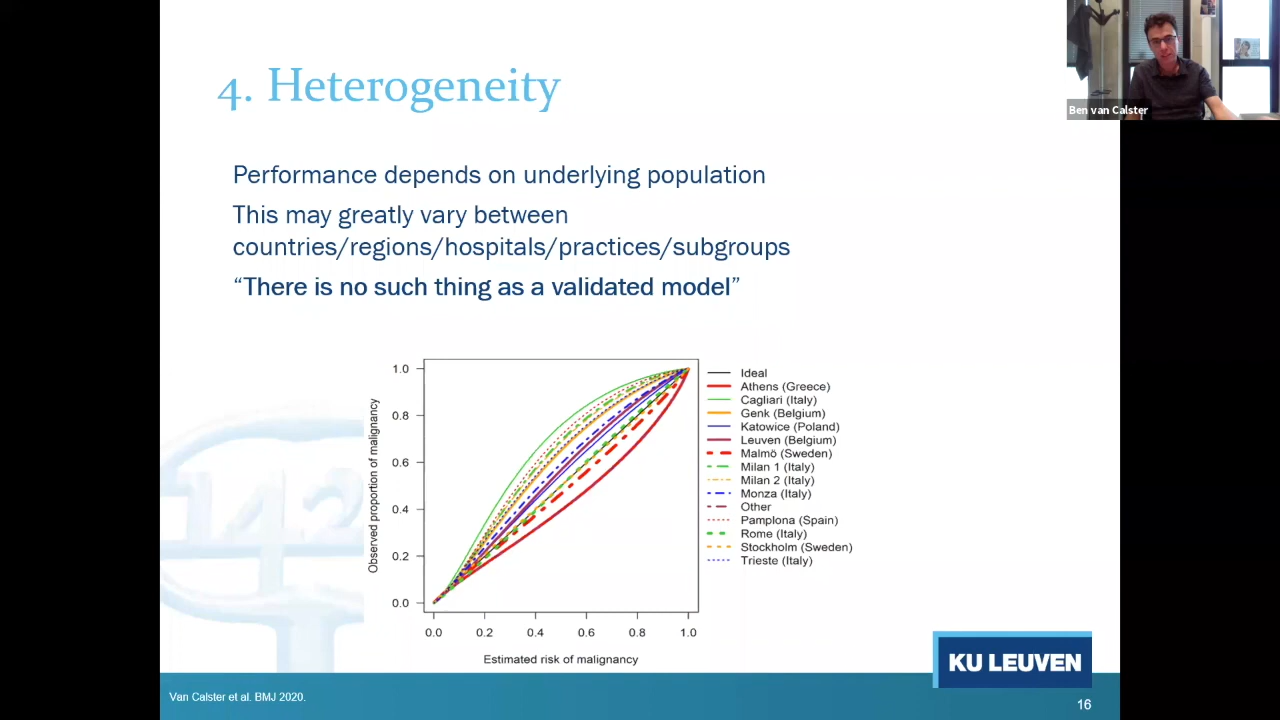 Ben van Calster
4. Heterogeneity
Performance depends on underlying population
This may greatly vary between
countries/regions/hospitals/practices/subgroups
“There is no such thing as a validated model”
Observed proportion of malignancy
1.0
0.8
0.6
0.4
0.2
0.0
0.0 0.2 0.4 0.6 0.8 1.0
Estimated risk of malignancy
Ideal
Athens (Greece)
Cagliari (Italy)
Genk (Belgium)
Katowice (Poland)
Leuven (Belgium)
Malmö (Sweden)
Milan 1 (Italy)
Milan 2 (Italy)
Monza (Italy)
Other
Pamplona (Spain)
Rome (Italy)
Stockholm (Sweden)
Trieste (Italy)
142
KU LEUVEN
Van Calster et al. BMJ 2020.
16